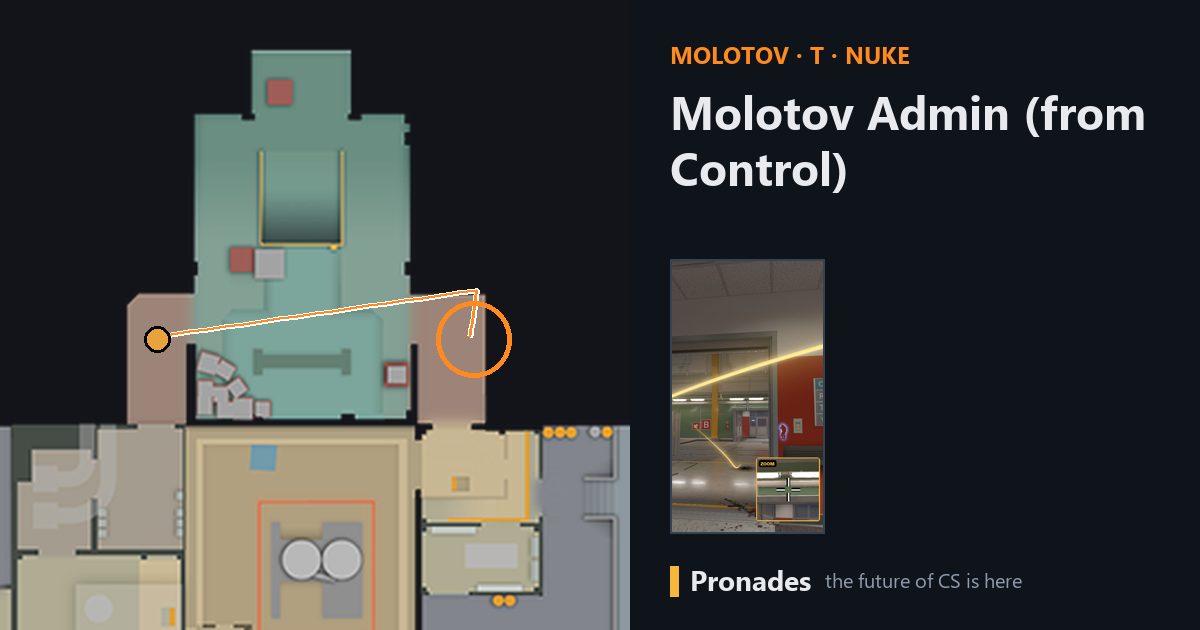 MOLOTOV · T · NUKE
Molotov Admin (from
Control)
B
ZOOM
Pronades the future of CS is here